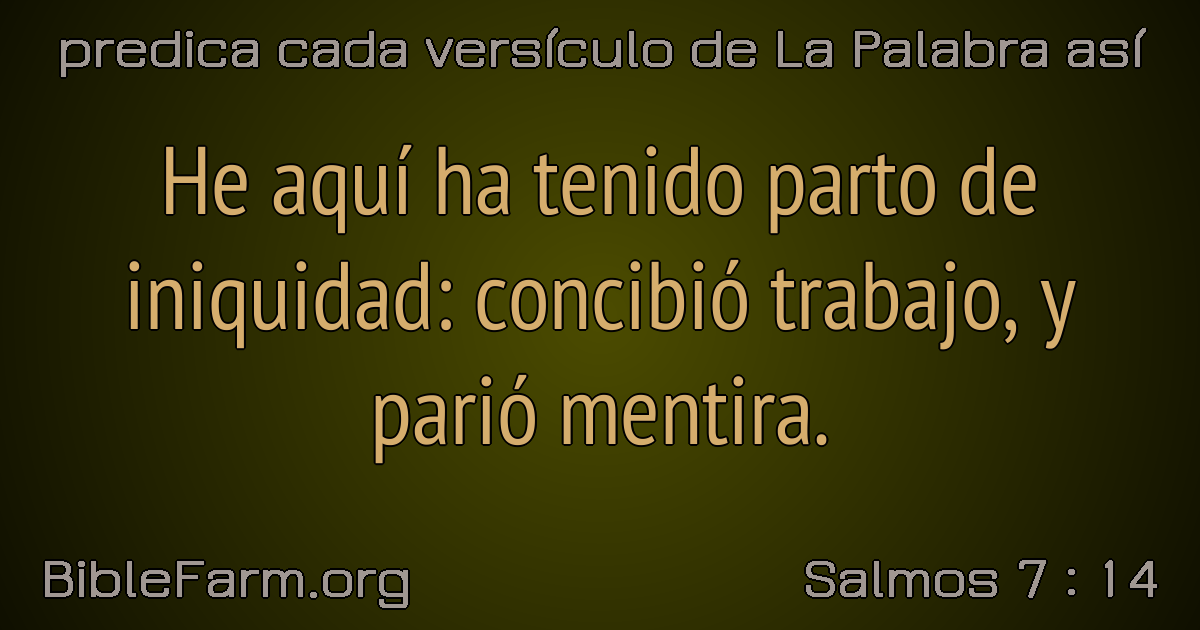 predica cada versículo de La Palabra así
He aquí ha tenido parto de
iniquidad: concibió trabajo, y
parió mentira.
BibleFarm.org
Salmos 7 : 14